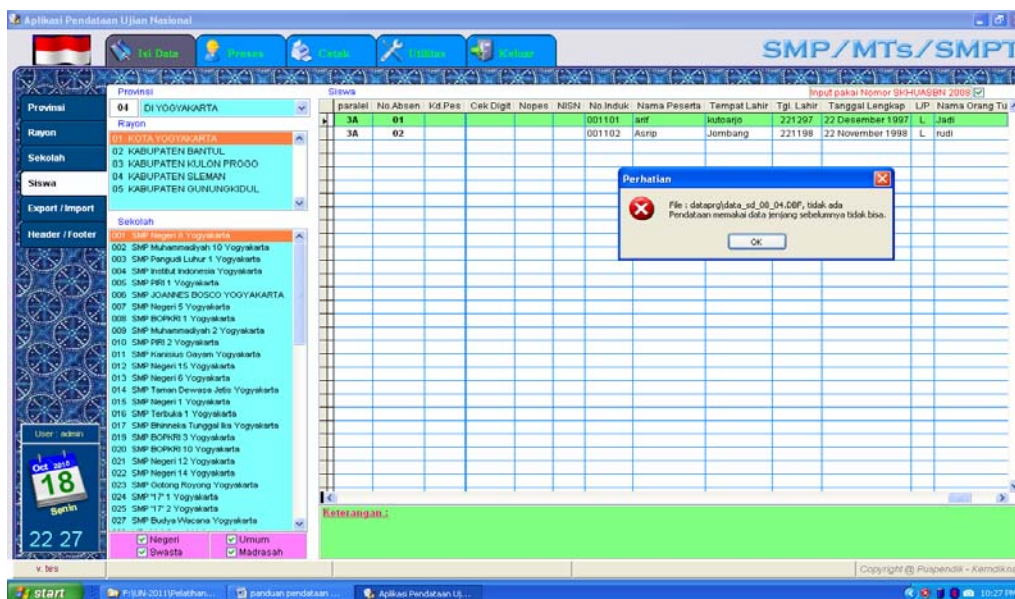 Aplikasi Pendataan Ujian Nasional
Isi Data
Proses
Cetak
Utilitas
Keluar
SMP/MTs/SMPT
Provinsi
Rayon
Sekolah
Siswa
Export / Import
Header / Footer
User : admin
Oct 2010
18
Senin
22 27
v. tes
Provinsi
04 DI YOGYAKARTA
Rayon
01 KOTA YOGYAKARTA
02 KABUPATEN BANTUL
03 KABUPATEN KULON PROGO
04 KABUPATEN SLEMAN
05 KABUPATEN GUNUNGKIDUL
Sekolah
001 SMP Negeri 8 Yogyakarta
002 SMP Muhammadiyah 10 Yogyakarta
003 SMP Pangudi Luhur 1 Yogyakarta
004 SMP Institut Indonesia Yogyakarta
005 SMP PIRI 1 Yogyakarta
006 SMP JOANNES BOSCO YOGYAKARTA
007 SMP Negeri 5 Yogyakarta
008 SMP BOPKRI 1 Yogyakarta
009 SMP Muhammadiyah 2 Yogyakarta
010 SMP PIRI 2 Yogyakarta
011 SMP Kanisius Gayam Yogyakarta
012 SMP Negeri 15 Yogyakarta
013 SMP Negeri 6 Yogyakarta
014 SMP Taman Dewasa Jetis Yogyakarta
015 SMP Negeri 1 Yogyakarta
016 SMP Terbuka 1 Yogyakarta
017 SMP Bhinneka Tunggal Ika Yogyakarta
019 SMP BOPKRI 3 Yogyakarta
020 SMP BOPKRI 10 Yogyakarta
021 SMP Negeri 12 Yogyakarta
022 SMP Negeri 14 Yogyakarta
023 SMP Gotong Royong Yogyakarta
024 SMP "17" 1 Yogyakarta
025 SMP "17" 2 Yogyakarta
027 SMP Budya Wacana Yogyakarta
Negeri Umum
Swasta Madrasah
Siswa
Input pakai Nomor SKHUASBN 2008
paralel No.Absen Kd.Pes Cek Digit Nopes NISN No.Induk Nama Peserta Tempat Lahir Tgl. Lahir Tanggal Lengkap L/P Nama Orang Tu
3A 01 001101 arif kutoarjo 221297 22 Desember 1997 L Jadi
3A 02 001102 Asrip Jombang 221198 22 November 1998 L rudi
Perhatian
File : dataprg\data_sd_08_04.DBF, tidak ada
Pendataan memakai data jenjang sebelumnya tidak bisa.
OK
Keterangan :
Copyright @ Puspendik - Kemdikna
start
F:\UN-2011\Pelatihan...
panduan pendataan ...
Aplikasi Pendataan Uj...
10:27 PM